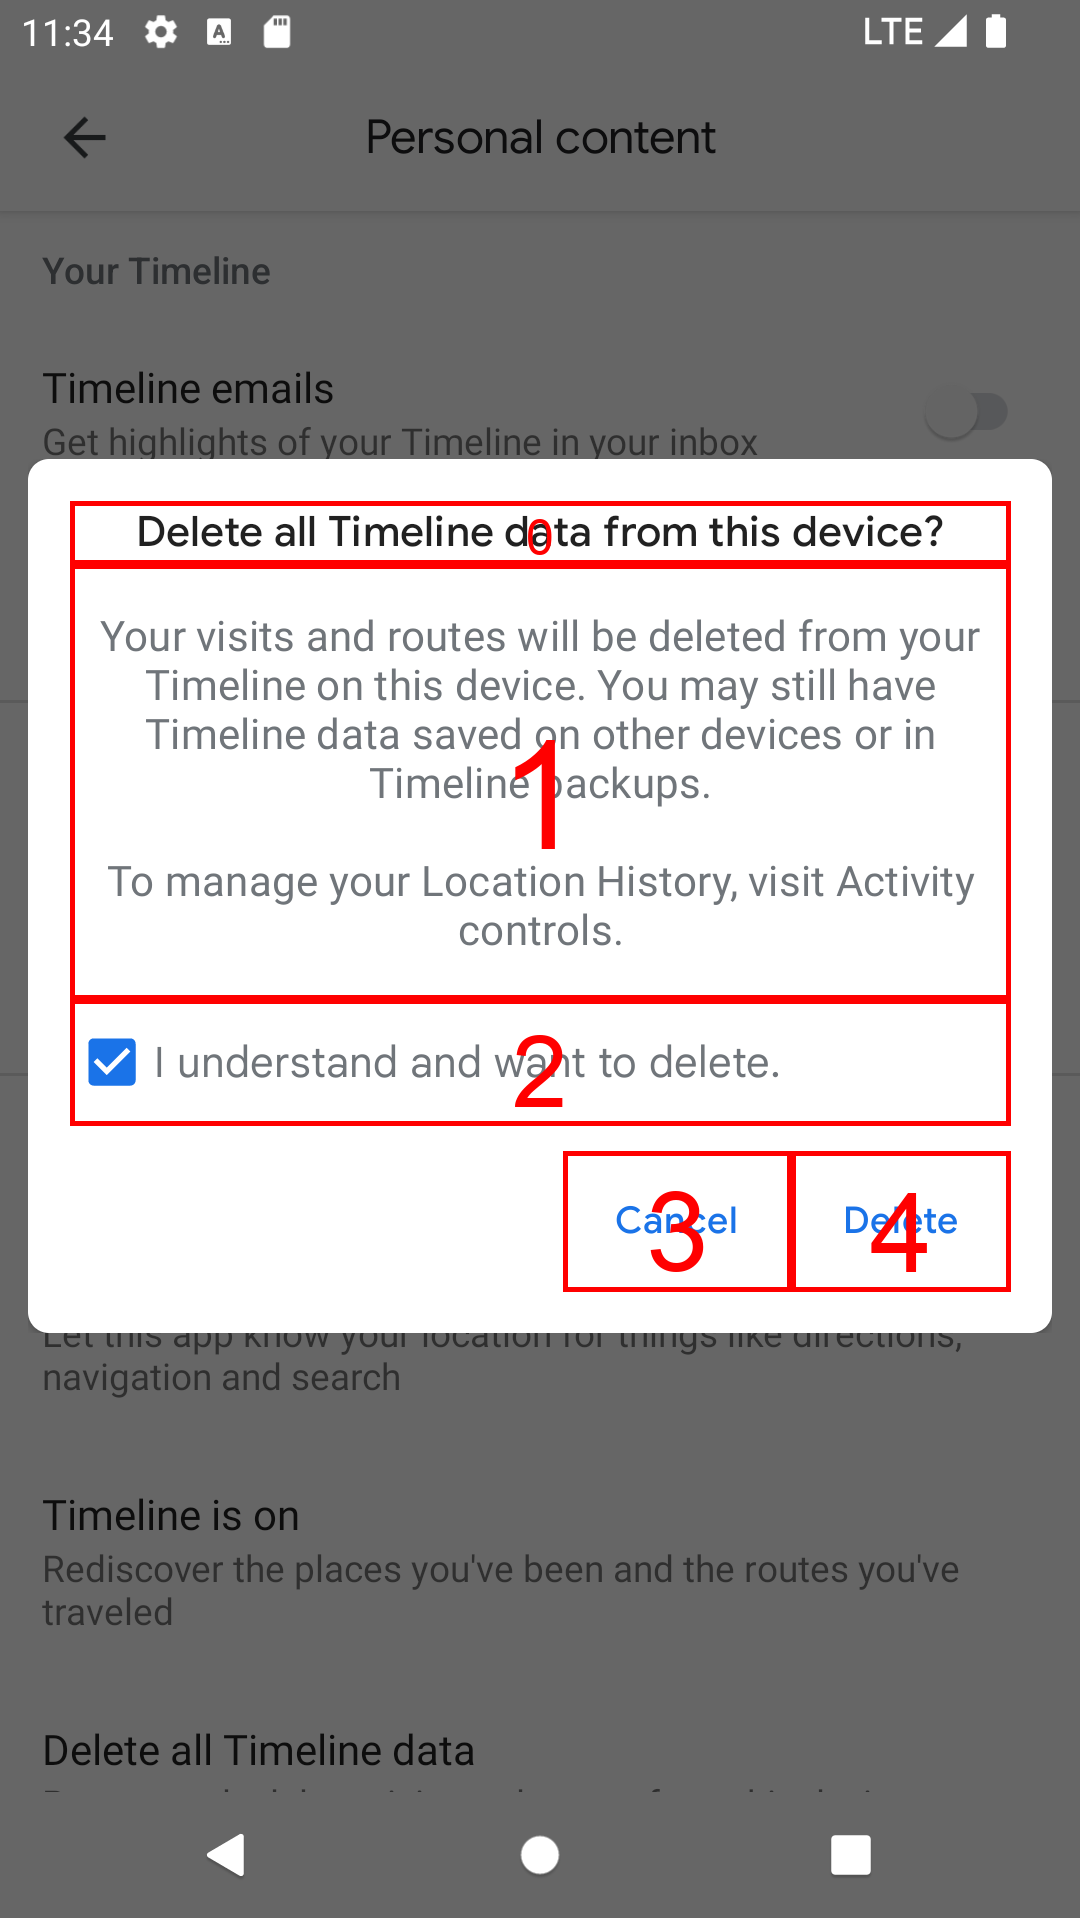 11:34 LTE
Personal content
Your Timeline
Timeline emails
Get highlights of your Timeline in your inbox
Delete all Timeline data from this device?
0
Your visits and routes will be deleted from your
Timeline on this device. You may still have
Timeline data saved on other devices or in
Timeline backups.
1
To manage your Location History, visit Activity
controls.
I understand and want to delete.
2
Cancel
3
Delete
4
Let this app know your location for things like directions,
navigation and search
Timeline is on
Rediscover the places you've been and the routes you've
traveled
Delete all Timeline data